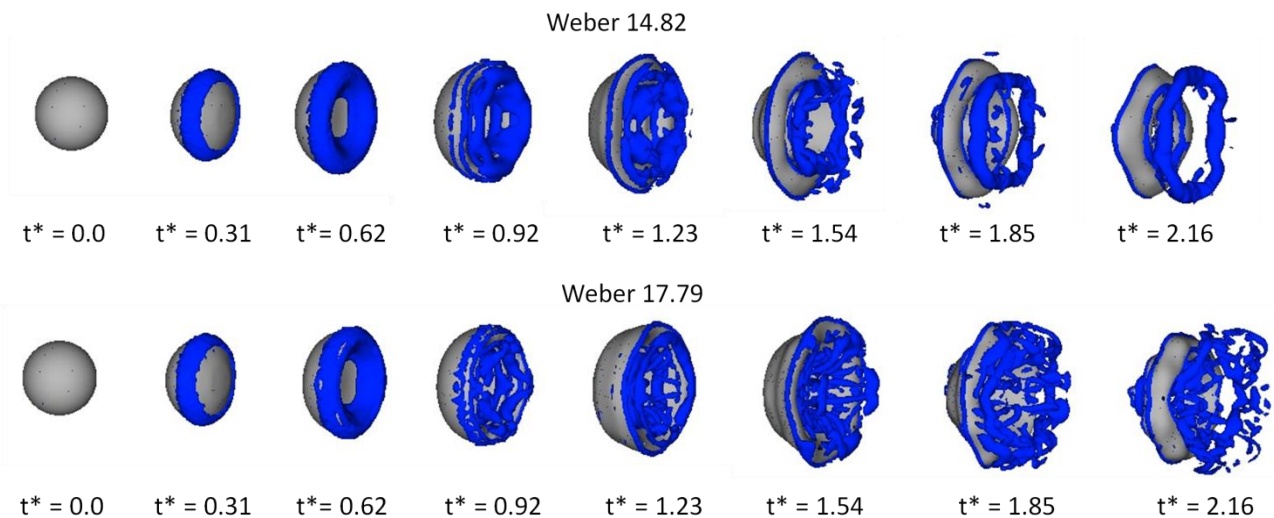 Weber 14.82
t* = 0.0 t* = 0.31 t*= 0.62 t* = 0.92 t* = 1.23 t* = 1.54 t* = 1.85 t* = 2.16
Weber 17.79
t* = 0.0 t* = 0.31 t* = 0.62 t* = 0.92 t* = 1.23 t* = 1.54 t* = 1.85 t* = 2.16